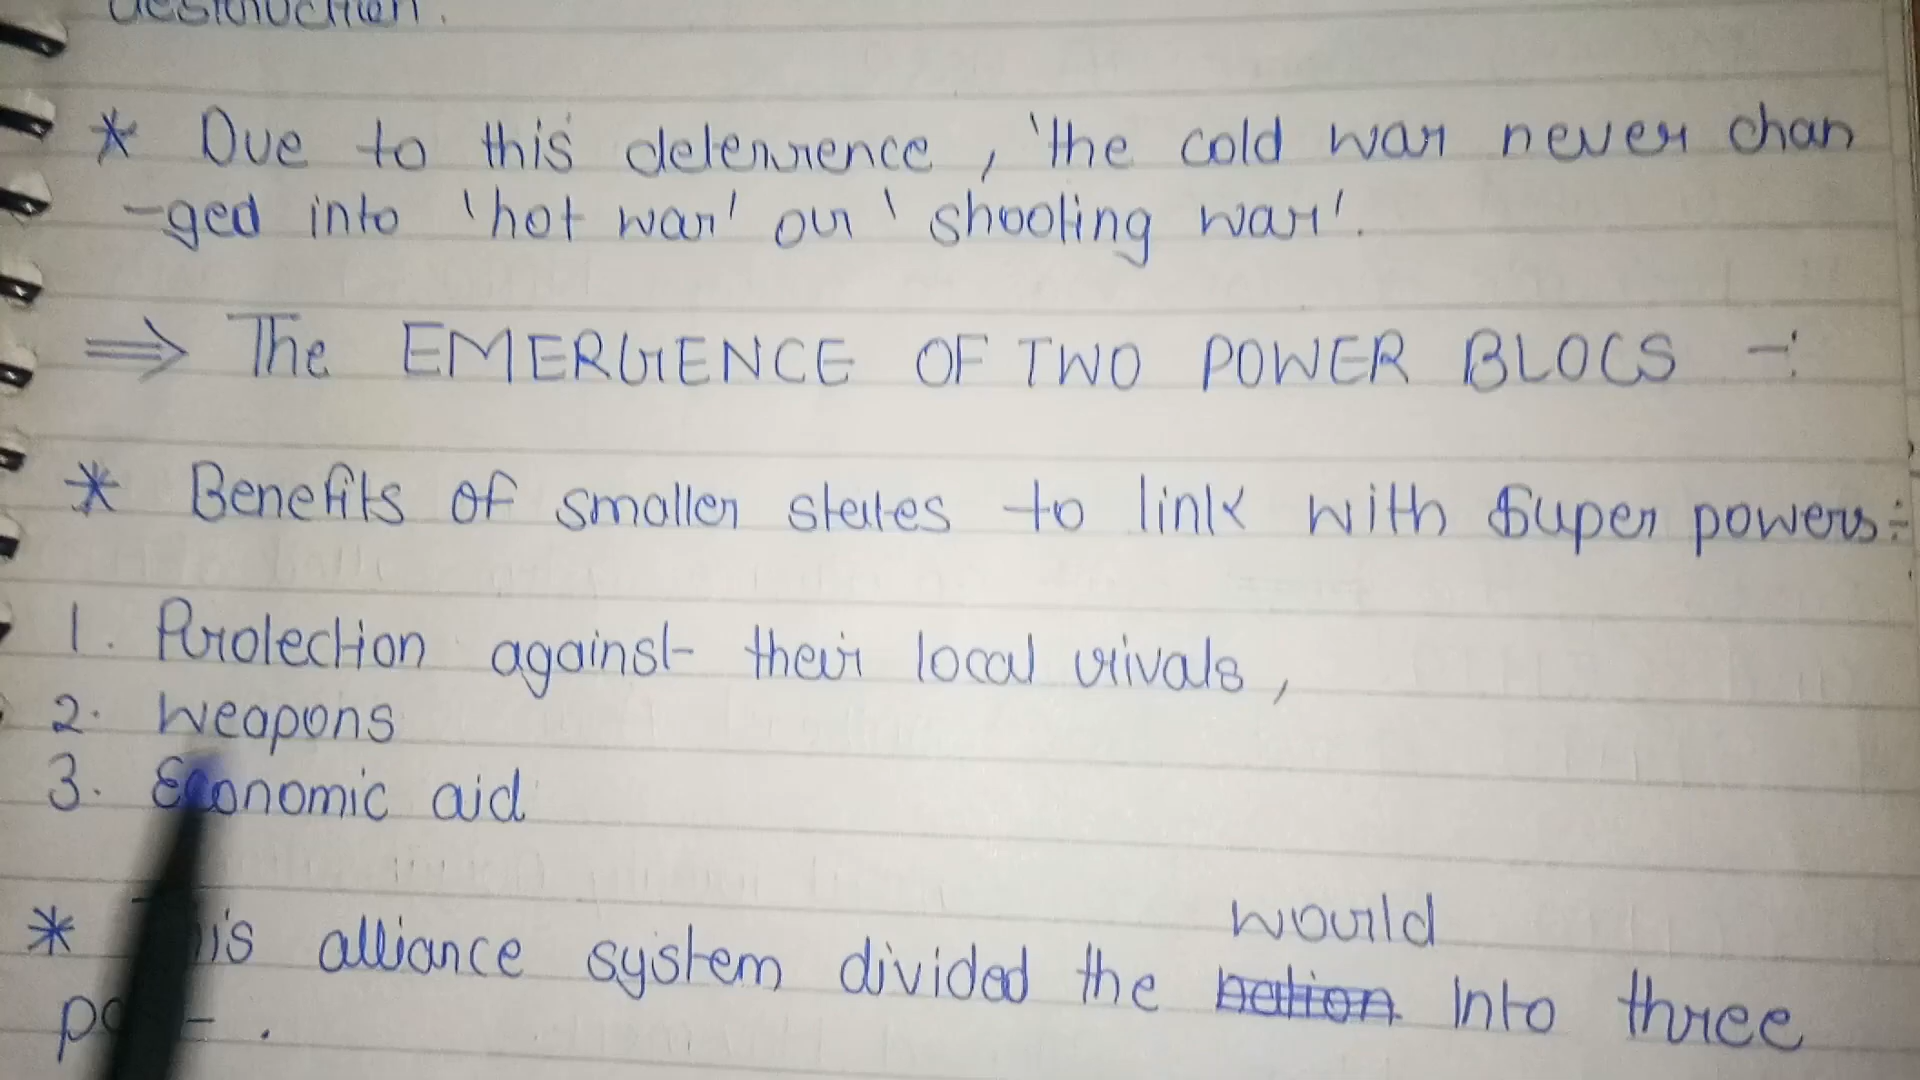 destruction.
* Due to this deterrence, 'the cold war never chan
-ged into 'hot war' or 'shooting war'.
⇒ The EMERGENCE OF TWO POWER BLOCS -:
* Benefits of smaller states to link with Super powers:-
1. Protection against their local rivals,
2. Weapons
3. Economic aid
would
* This alliance system divided the nation into three